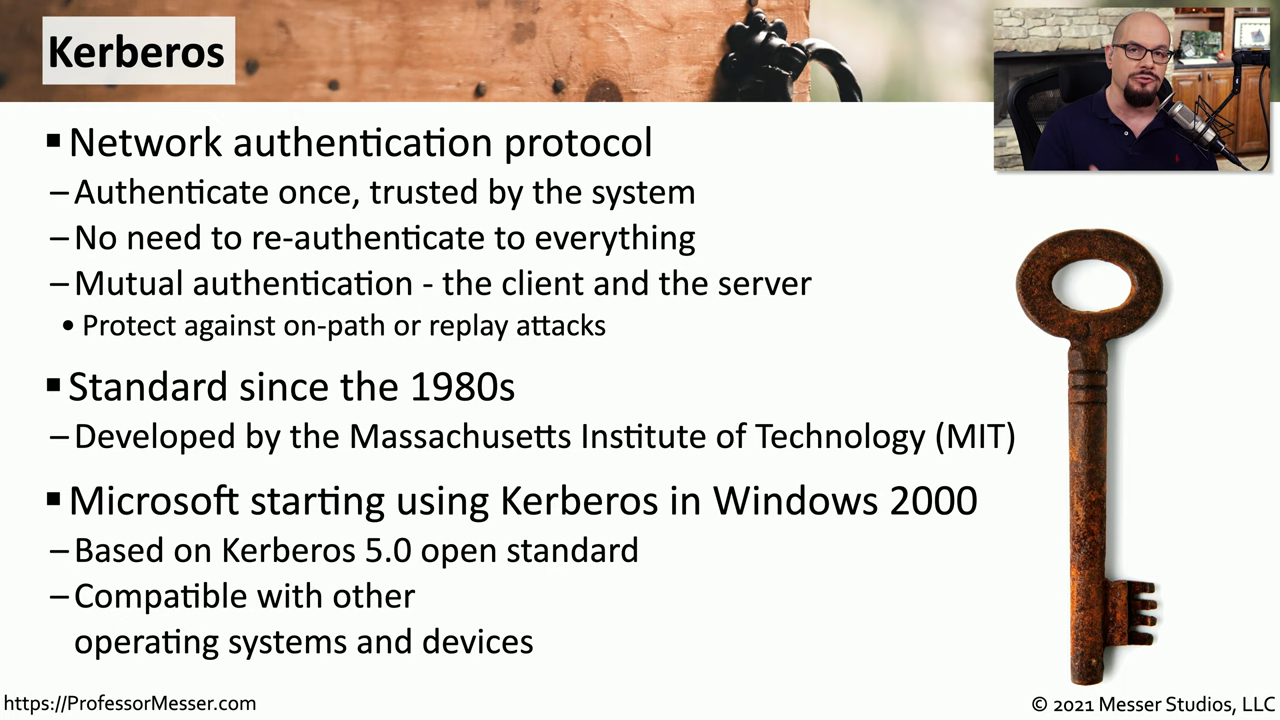 Kerberos
▪ Network authentication protocol
– Authenticate once, trusted by the system
– No need to re-authenticate to everything
– Mutual authentication - the client and the server
• Protect against on-path or replay attacks
▪ Standard since the 1980s
– Developed by the Massachusetts Institute of Technology (MIT)
▪ Microsoft starting using Kerberos in Windows 2000
– Based on Kerberos 5.0 open standard
– Compatible with other
operating systems and devices
https://ProfessorMesser.com
© 2021 Messer Studios, LLC